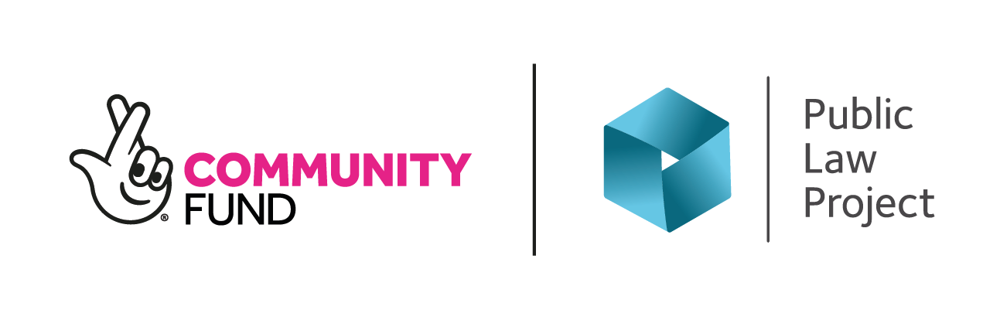 COMMUNITY
FUND
®
Public
Law
Project